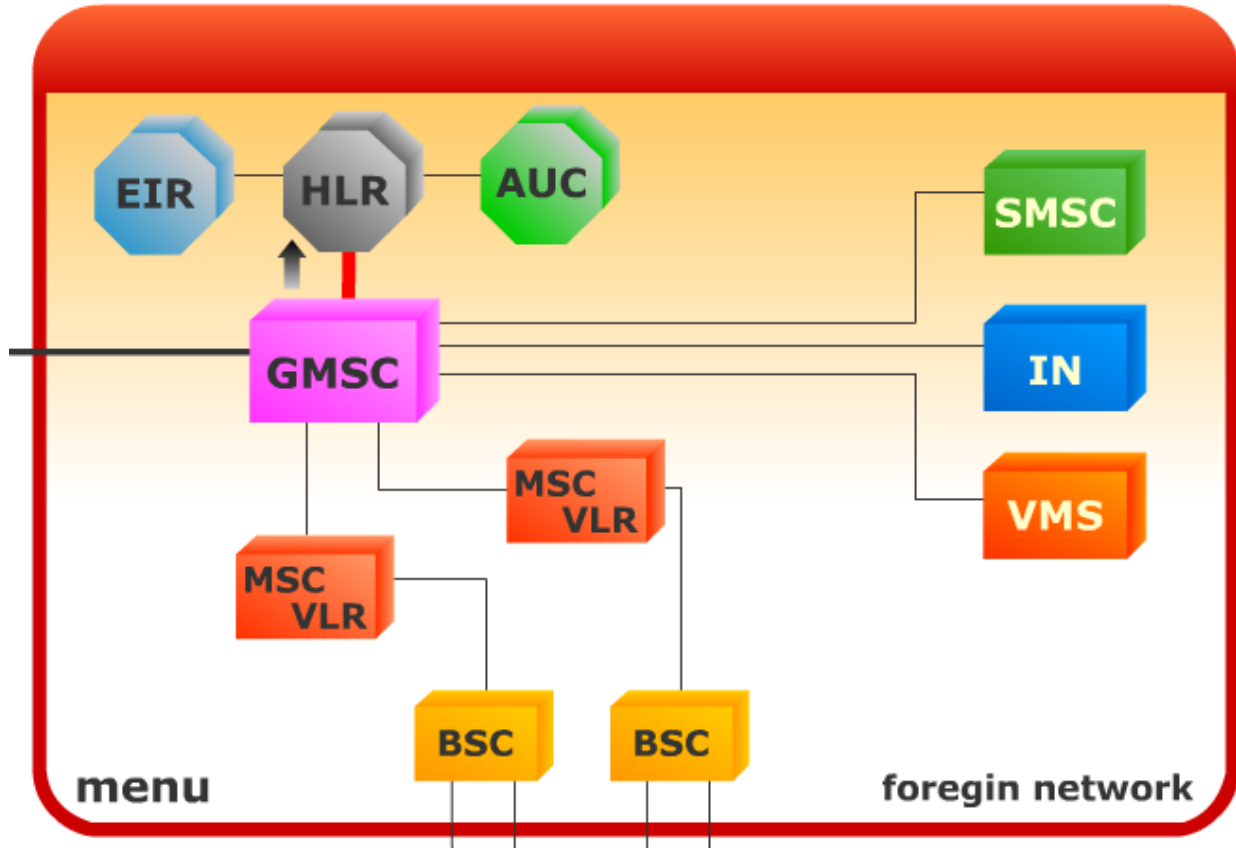 EIR
HLR
AUC
SMSC
GMSC
IN
MSC
VLR
VMS
MSC
VLR
BSC
BSC
menu
foregin network